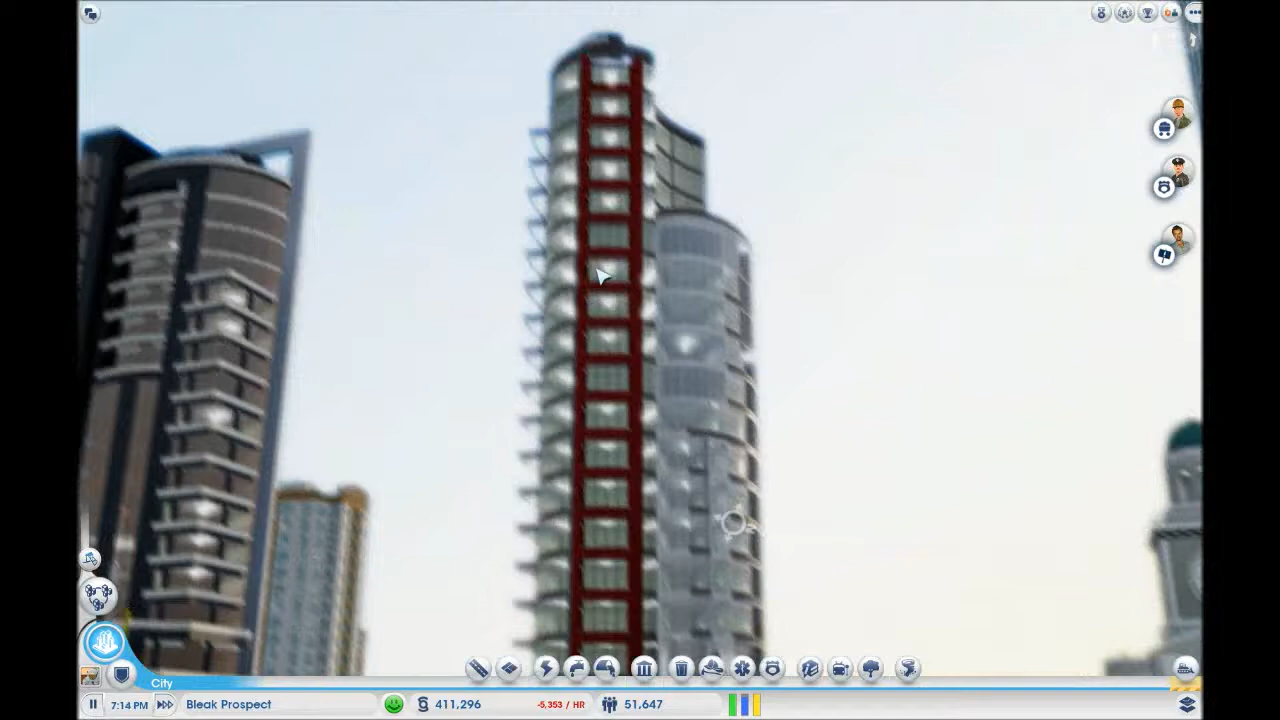 City
7:14 PM
Bleak Prospect
411,296
-5,353 / HR
51,647